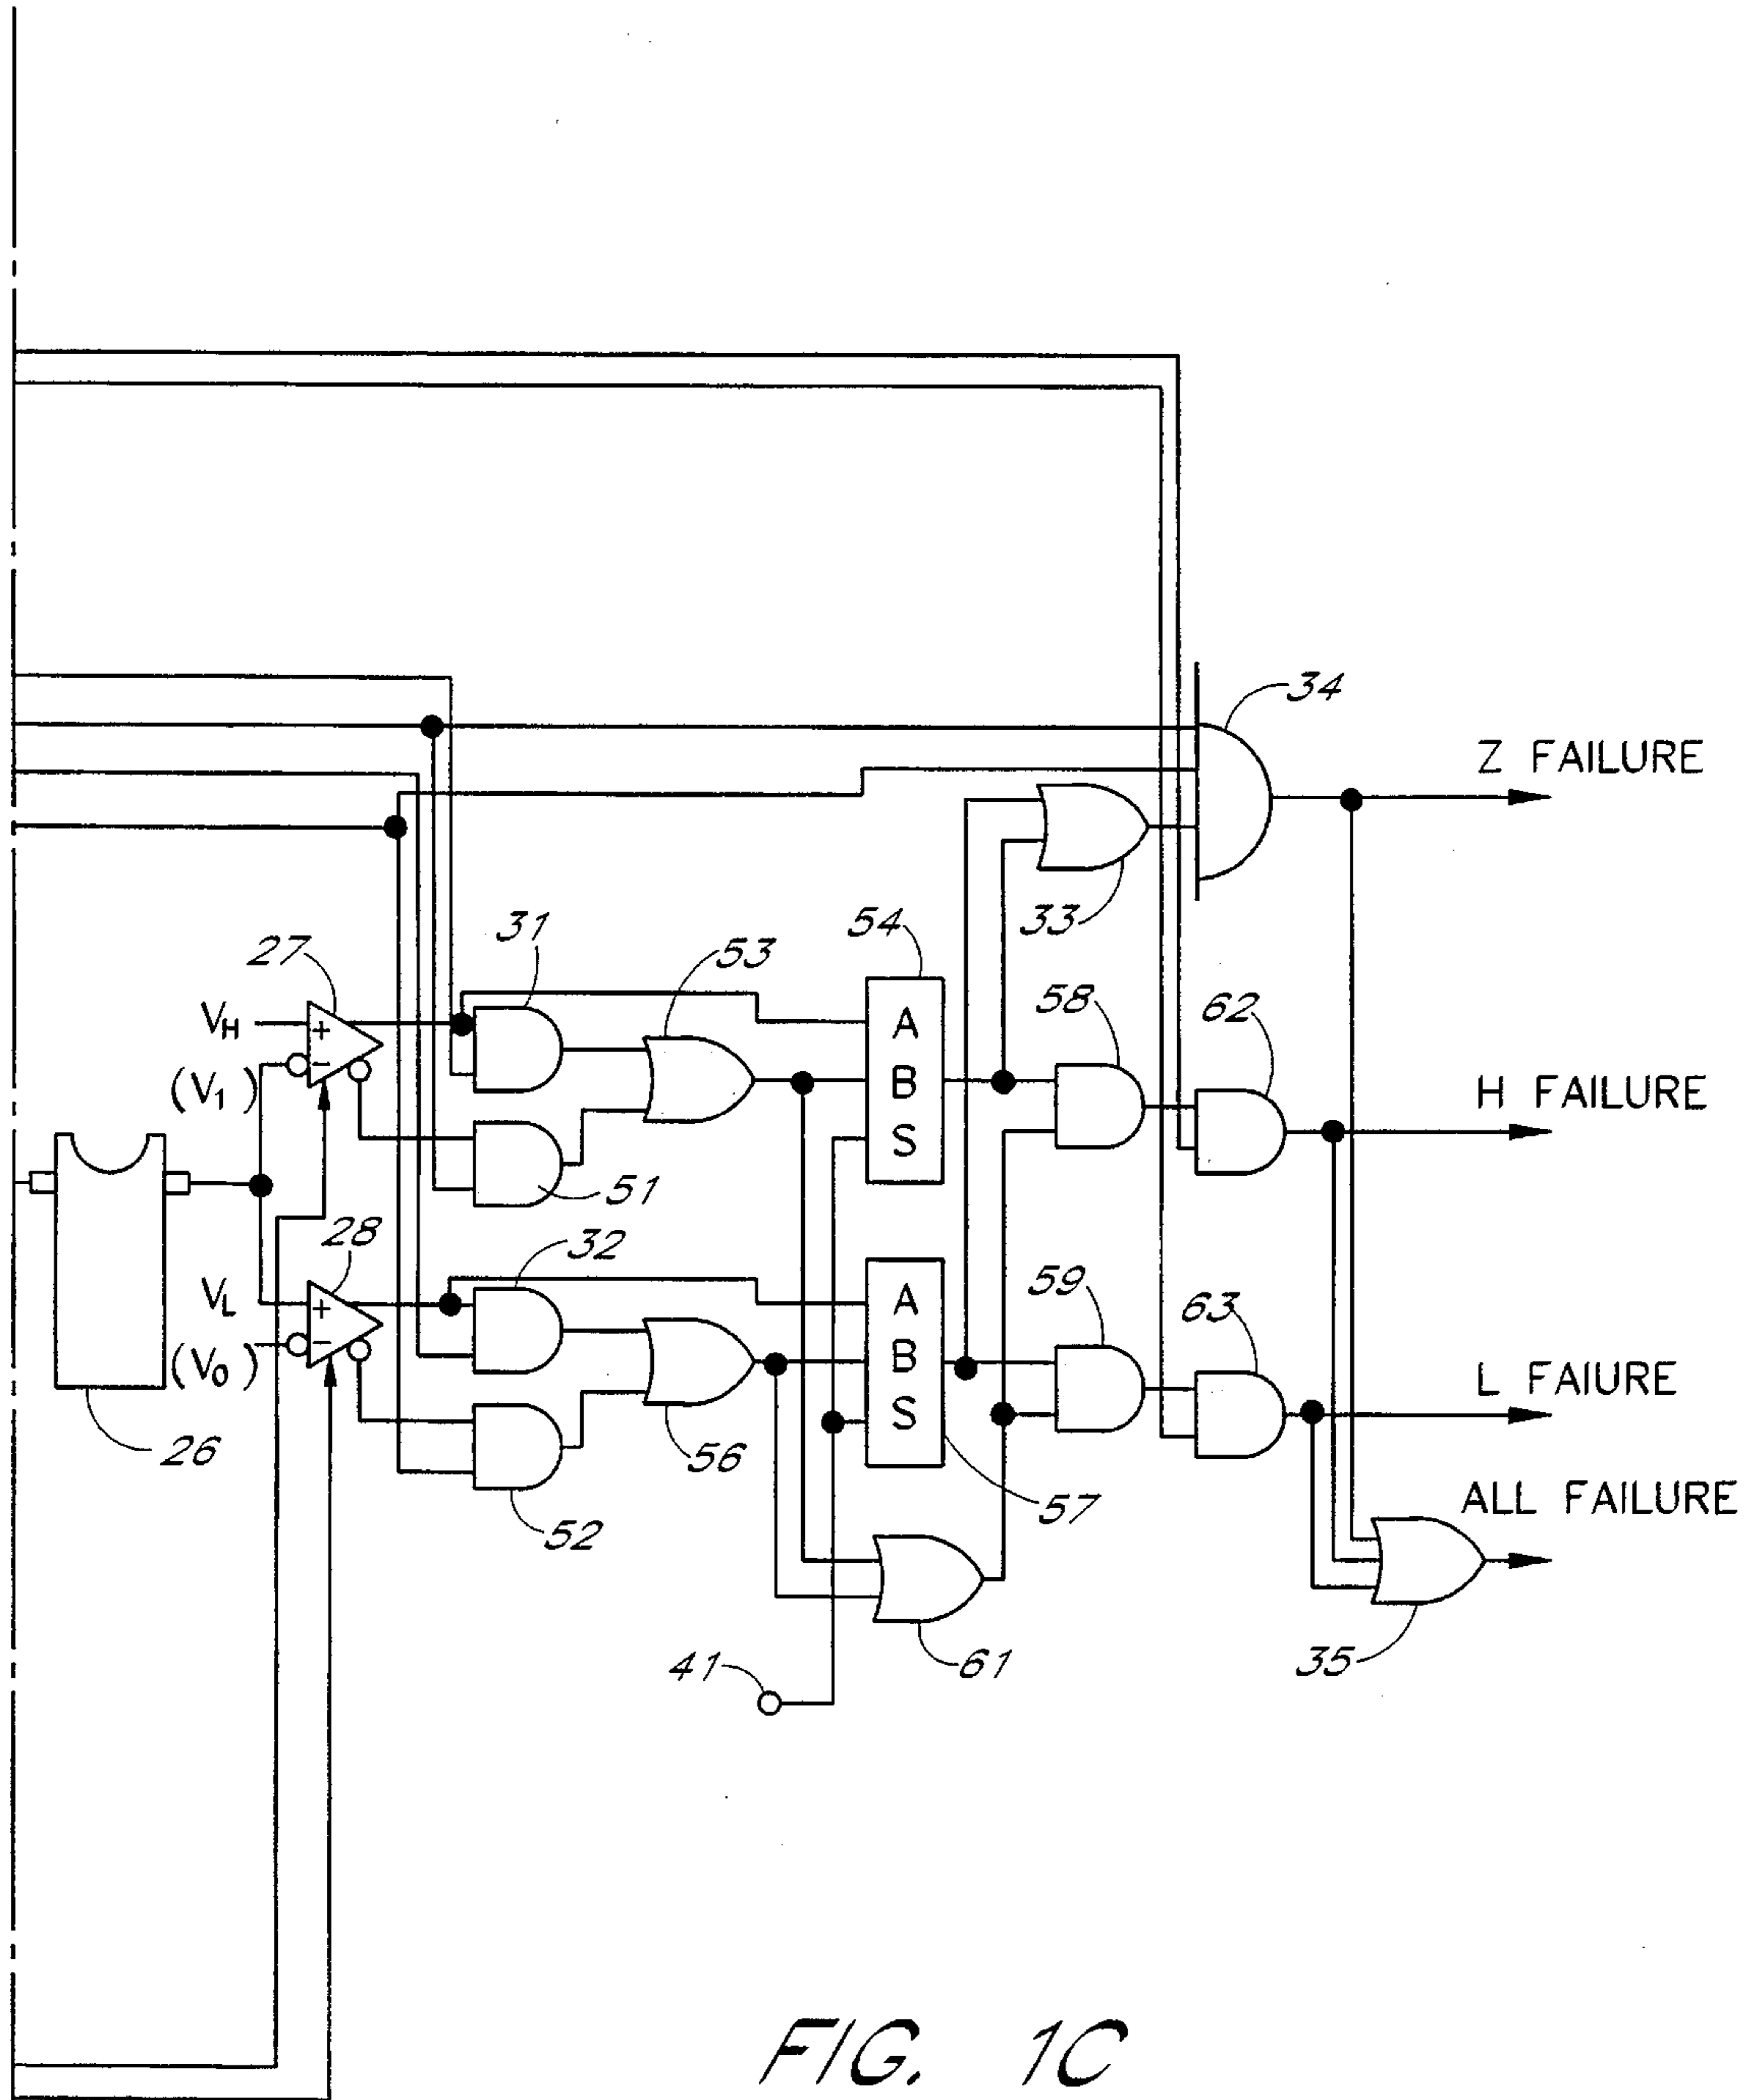 34
Z FAILURE
33
31
54
27
53
58
62
VH
+
−
A
B
S
(V1)
H FAILURE
51
28
32
59
63
VL
+
−
A
B
S
(V0)
L FAIURE
26
56
57
ALL FAILURE
52
41
61
35
FIG. 1C